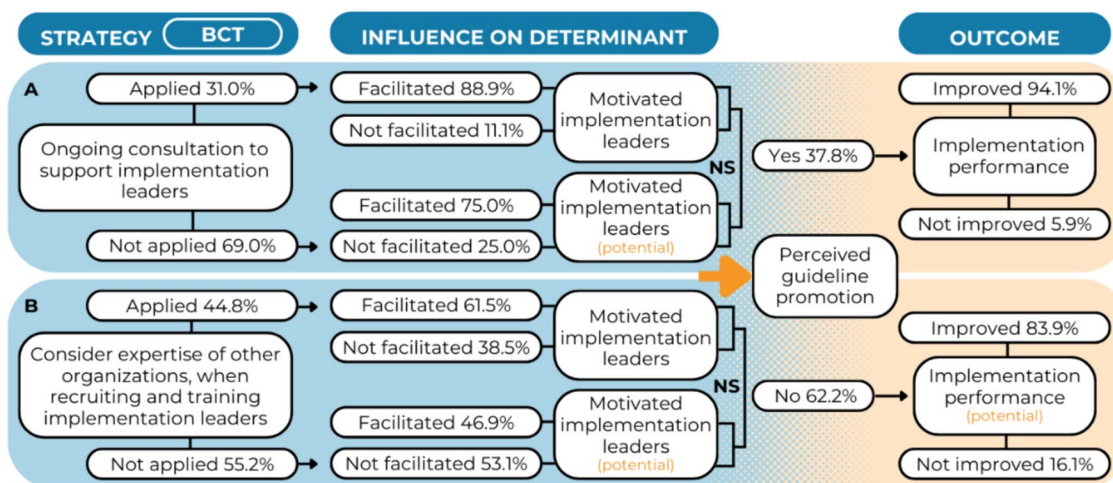 STRATEGY BCT INFLUENCE ON DETERMINANT OUTCOME
A
Applied 31.0%
Ongoing consultation to
support implementation
leaders
Not applied 69.0%
Facilitated 88.9%
Not facilitated 11.1%
Motivated
implementation
leaders
Facilitated 75.0%
Not facilitated 25.0%
Motivated
implementation
leaders
(potential)
NS
B
Applied 44.8%
Consider expertise of other
organizations, when
recruiting and training
implementation leaders
Not applied 55.2%
Facilitated 61.5%
Not facilitated 38.5%
Motivated
implementation
leaders
Facilitated 46.9%
Not facilitated 53.1%
Motivated
implementation
leaders
(potential)
NS
Perceived
guideline
promotion
Yes 37.8%
Improved 94.1%
Implementation
performance
Not improved 5.9%
No 62.2%
Improved 83.9%
Implementation
performance
(potential)
Not improved 16.1%